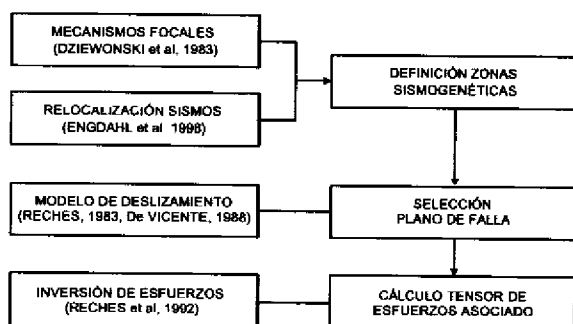 MECANISMOS FOCALES
(DZIEWONSKI et al, 1983)
DEFINICIÓN ZONAS
SISMOGENÉTICAS
RELOCALIZACIÓN SISMOS
(ENGDAHL et al 1998)
MODELO DE DESLIZAMIENTO
(RECHES, 1983, De VICENTE, 1988)
SELECCIÓN
PLANO DE FALLA
INVERSIÓN DE ESFUERZOS
(RECHES et al, 1992)
CÁLCULO TENSOR DE
ESFUERZOS ASOCIADO